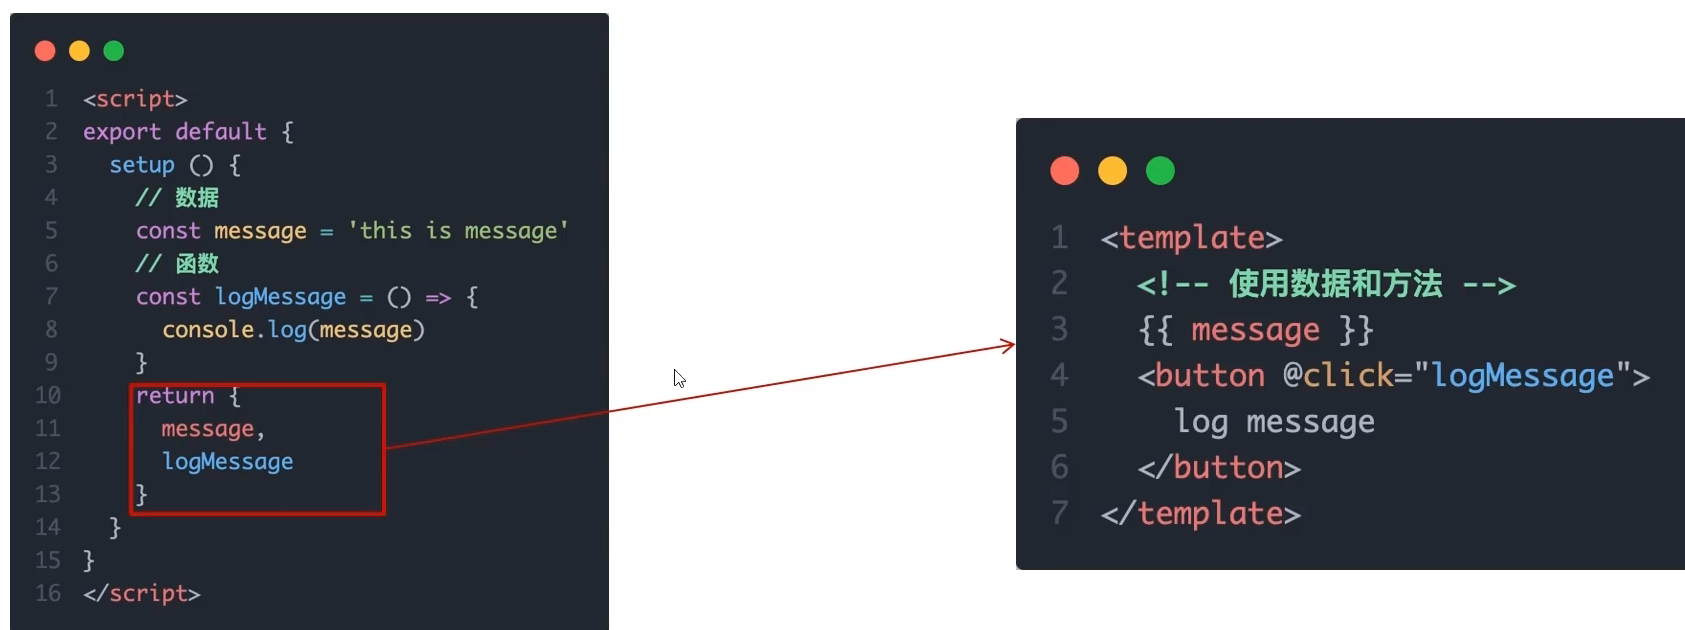 1 <script>
2 export default {
3 setup () {
4 // 数据
5 const message = 'this is message'
6 // 函数
7 const logMessage = () => {
8 console.log(message)
9 }
10 return {
11 message,
12 logMessage
13 }
14 }
15 }
16 </script>
1 <template>
2 <!-- 使用数据和方法 -->
3 {{ message }}
4 <button @click="logMessage">
5 log message
6 </button>
7 </template>